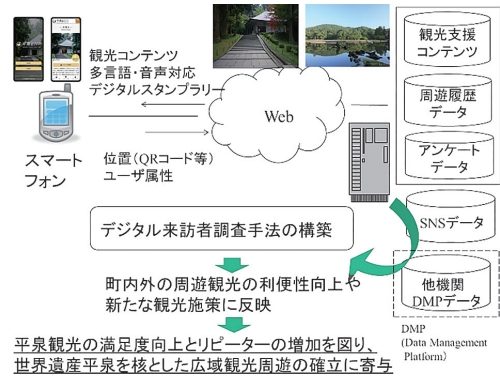 観光コンテンツ
多言語・音声対応
デジタルスタンプラリー
スマート
フォン
位置(QRコード等)
ユーザ属性
Web
観光支援
コンテンツ
周遊履歴
データ
アンケート
データ
SNSデータ
他機関
DMPデータ
DMP
(Data Management
Platform)
デジタル来訪者調査手法の構築
町内外の周遊観光の利便性向上や
新たな観光施策に反映
平泉観光の満足度向上とリピーターの増加を図り、
世界遺産平泉を核とした広域観光周遊の確立に寄与